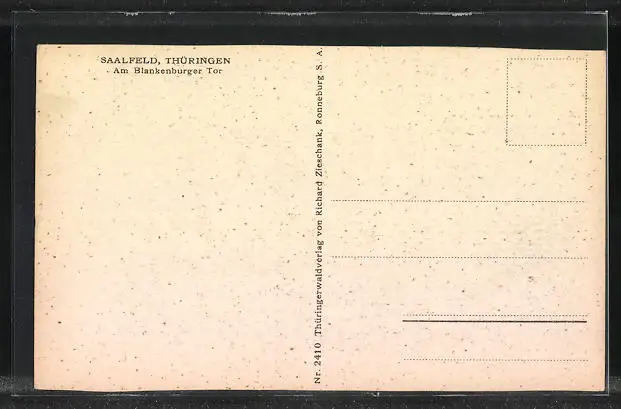 SAALFELD, THÜRINGEN
Am Blankenburger Tor
Nr. 2410 Thüringerwaldverlag von Richard Zieschank, Ronneburg S. A.